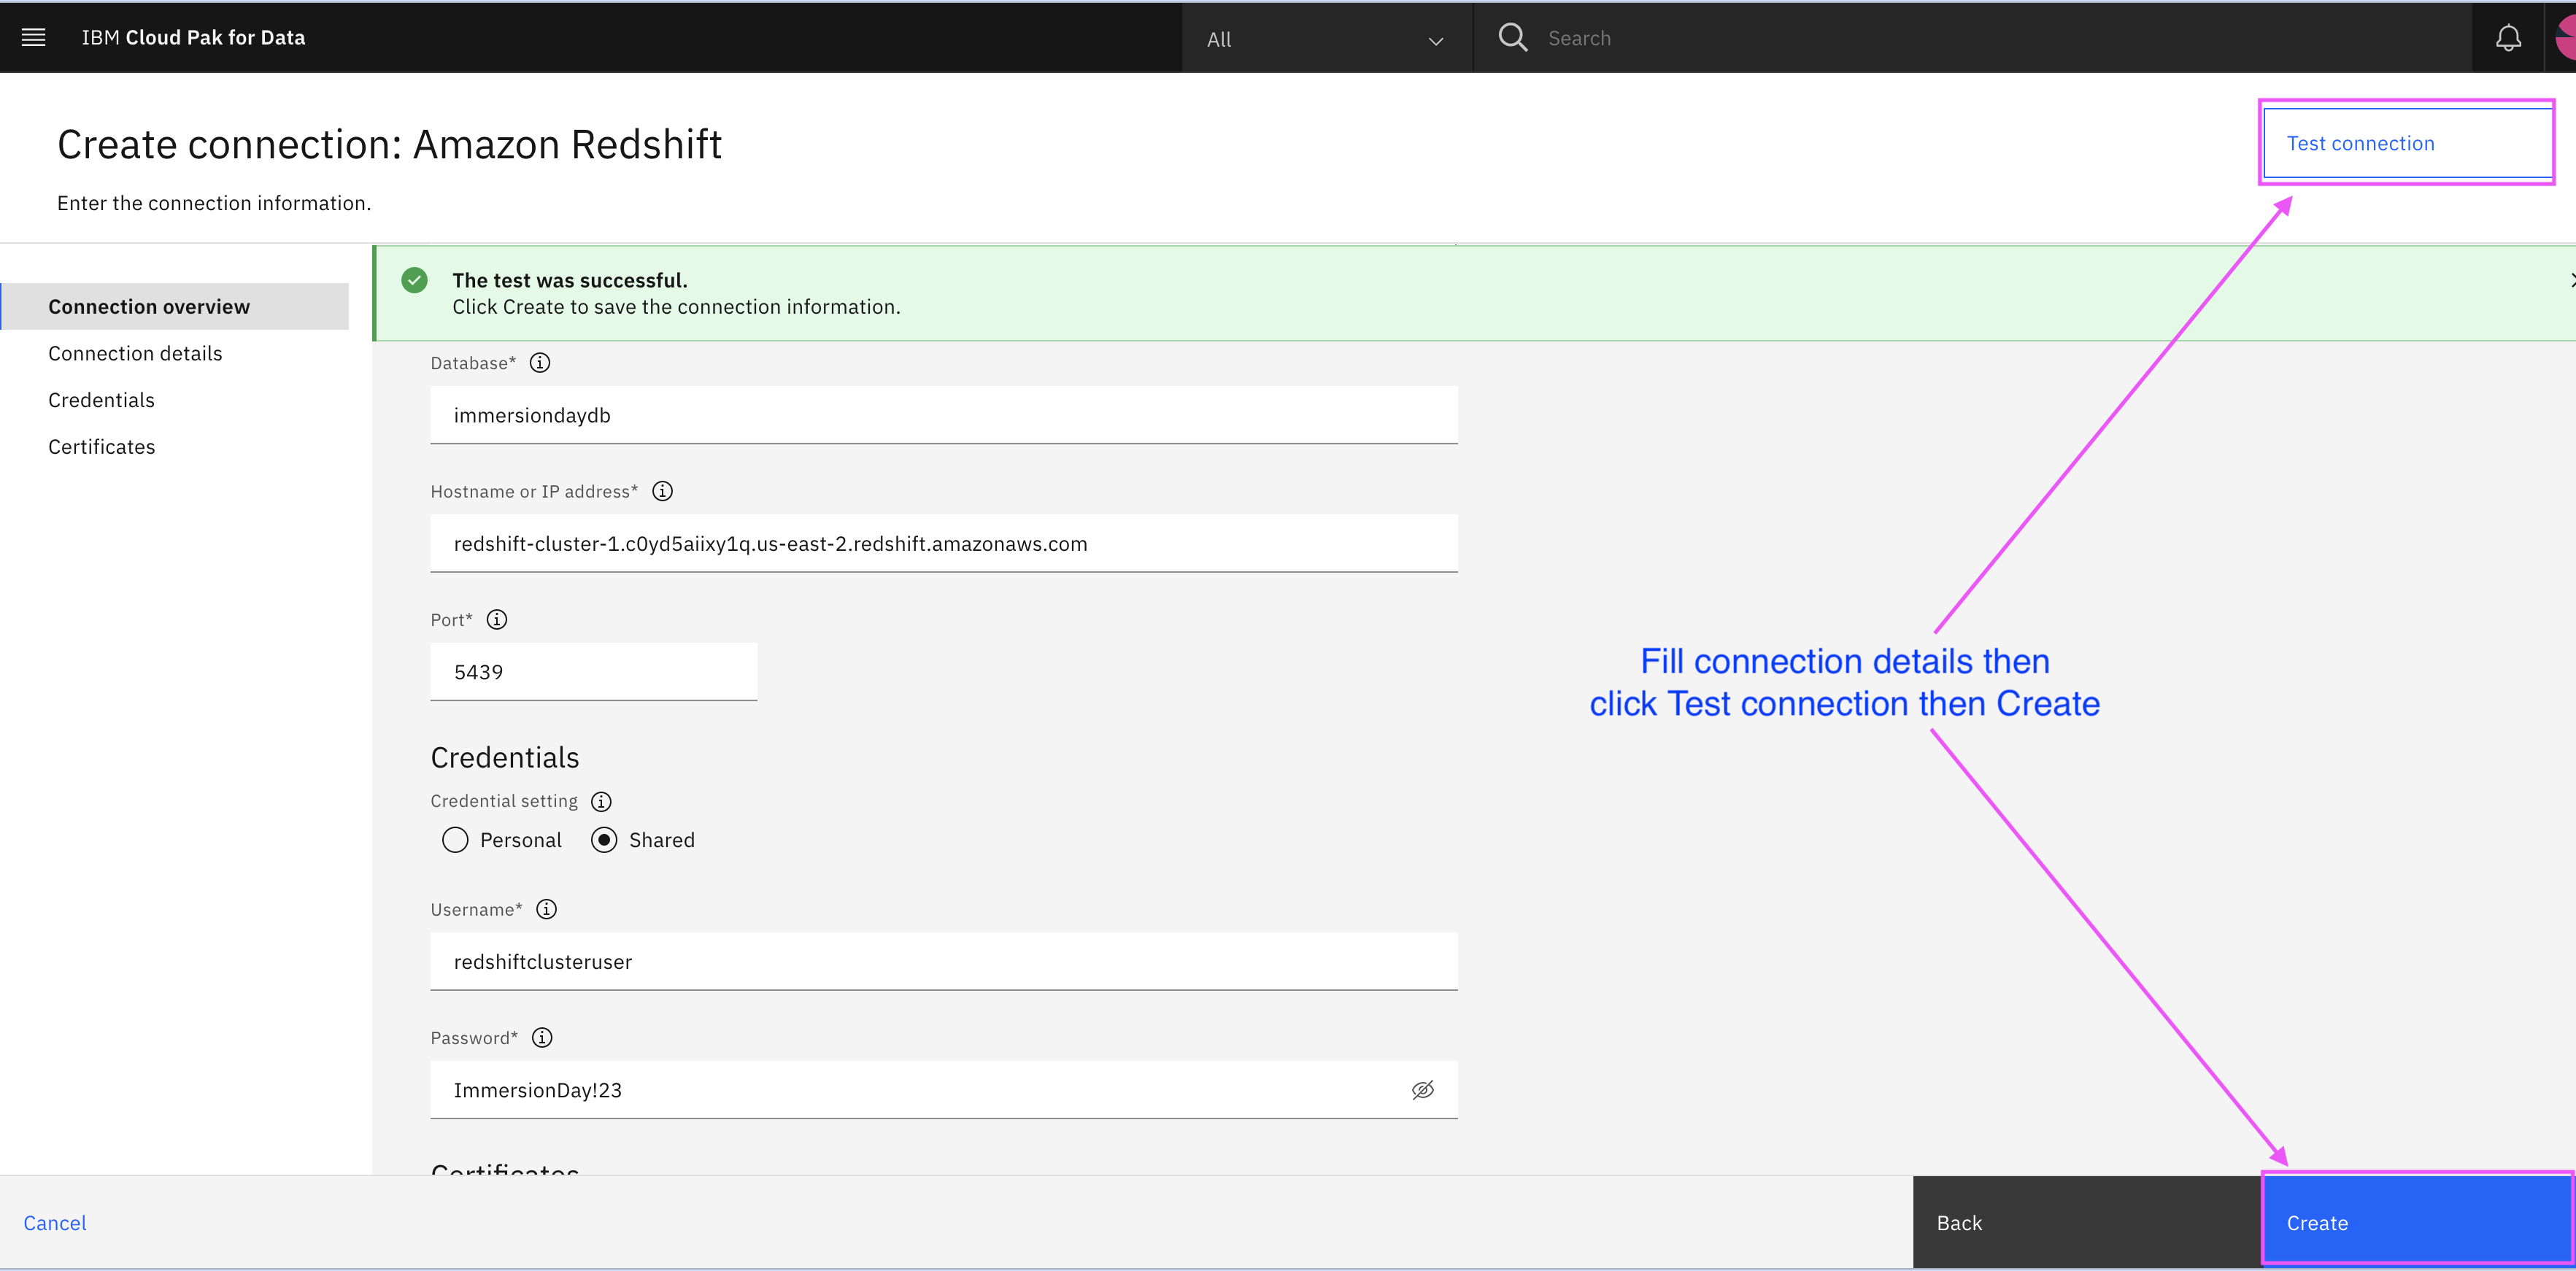 IBM Cloud Pak for Data
All
Search
Create connection: Amazon Redshift
Test connection
Enter the connection information.
The test was successful.
Click Create to save the connection information.
Connection overview
Connection details
Credentials
Certificates
Database*
immersiondaydb
Hostname or IP address*
redshift-cluster-1.c0yd5aiixy1q.us-east-2.redshift.amazonaws.com
Port*
5439
Fill connection details then
click Test connection then Create
Credentials
Credential setting
Personal Shared
Username*
redshiftclusteruser
Password*
ImmersionDay!23
Certificates
Cancel
Back
Create